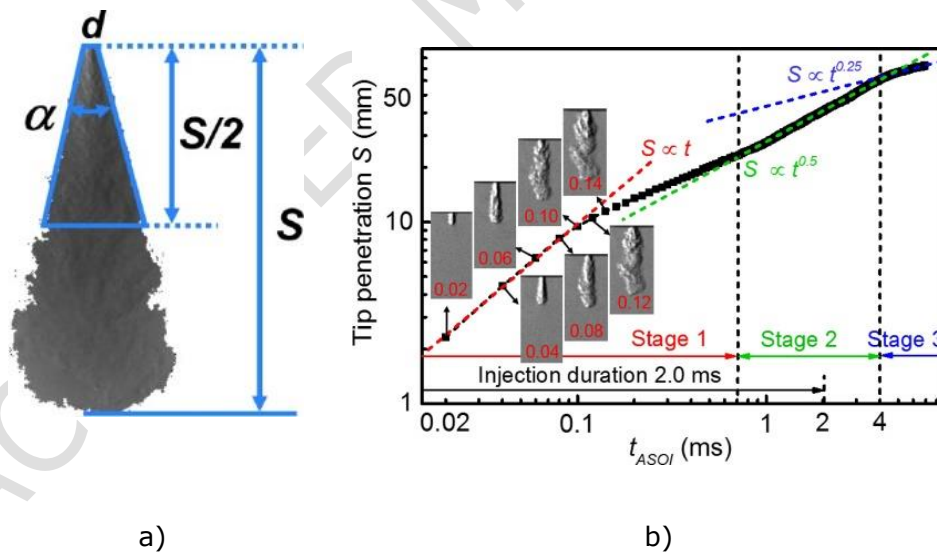 d
α
S/2
S
Tip penetration S (mm)
50
10
1
S ∝ t^0.25
S ∝ t
S ∝ t^0.5
0.14
0.10
0.06
0.02
0.12
0.08
0.04
Stage 1
Stage 2
Stage 3
Injection duration 2.0 ms
0.02
0.1
1
2
4
t_ASOI (ms)
a)
b)